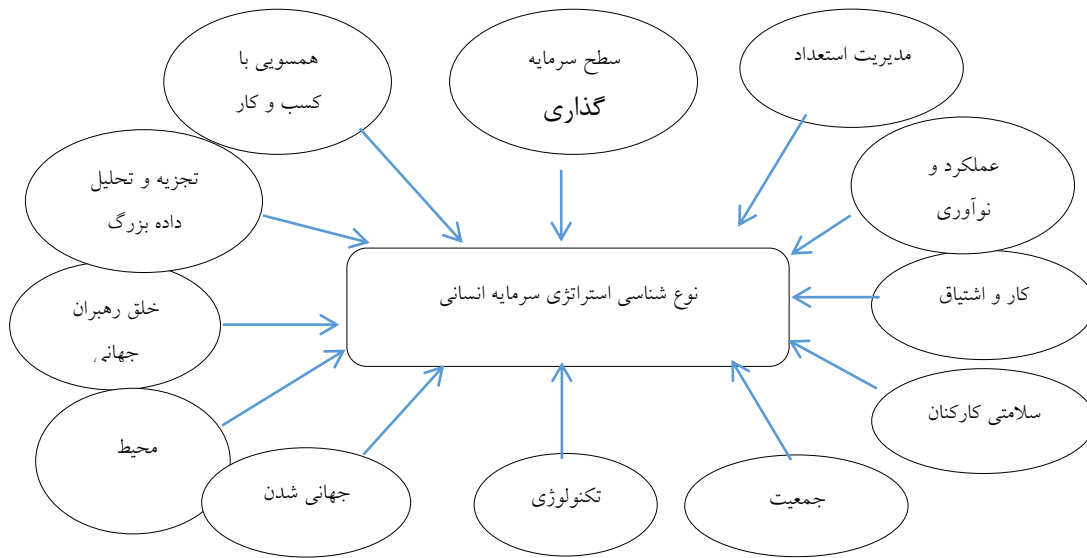 مدیریت استعداد
سطح سرمایه
گذاری
همسویی با
کسب و کار
عملکرد و
نوآوری
تجزیه و تحلیل
داده بزرگ
نوع شناسی استراتژی سرمایه انسانی
کار و اشتیاق
خلق رهبران
جهانی
سلامتی کارکنان
محیط
جمعیت
تکنولوژی
جهانی شدن